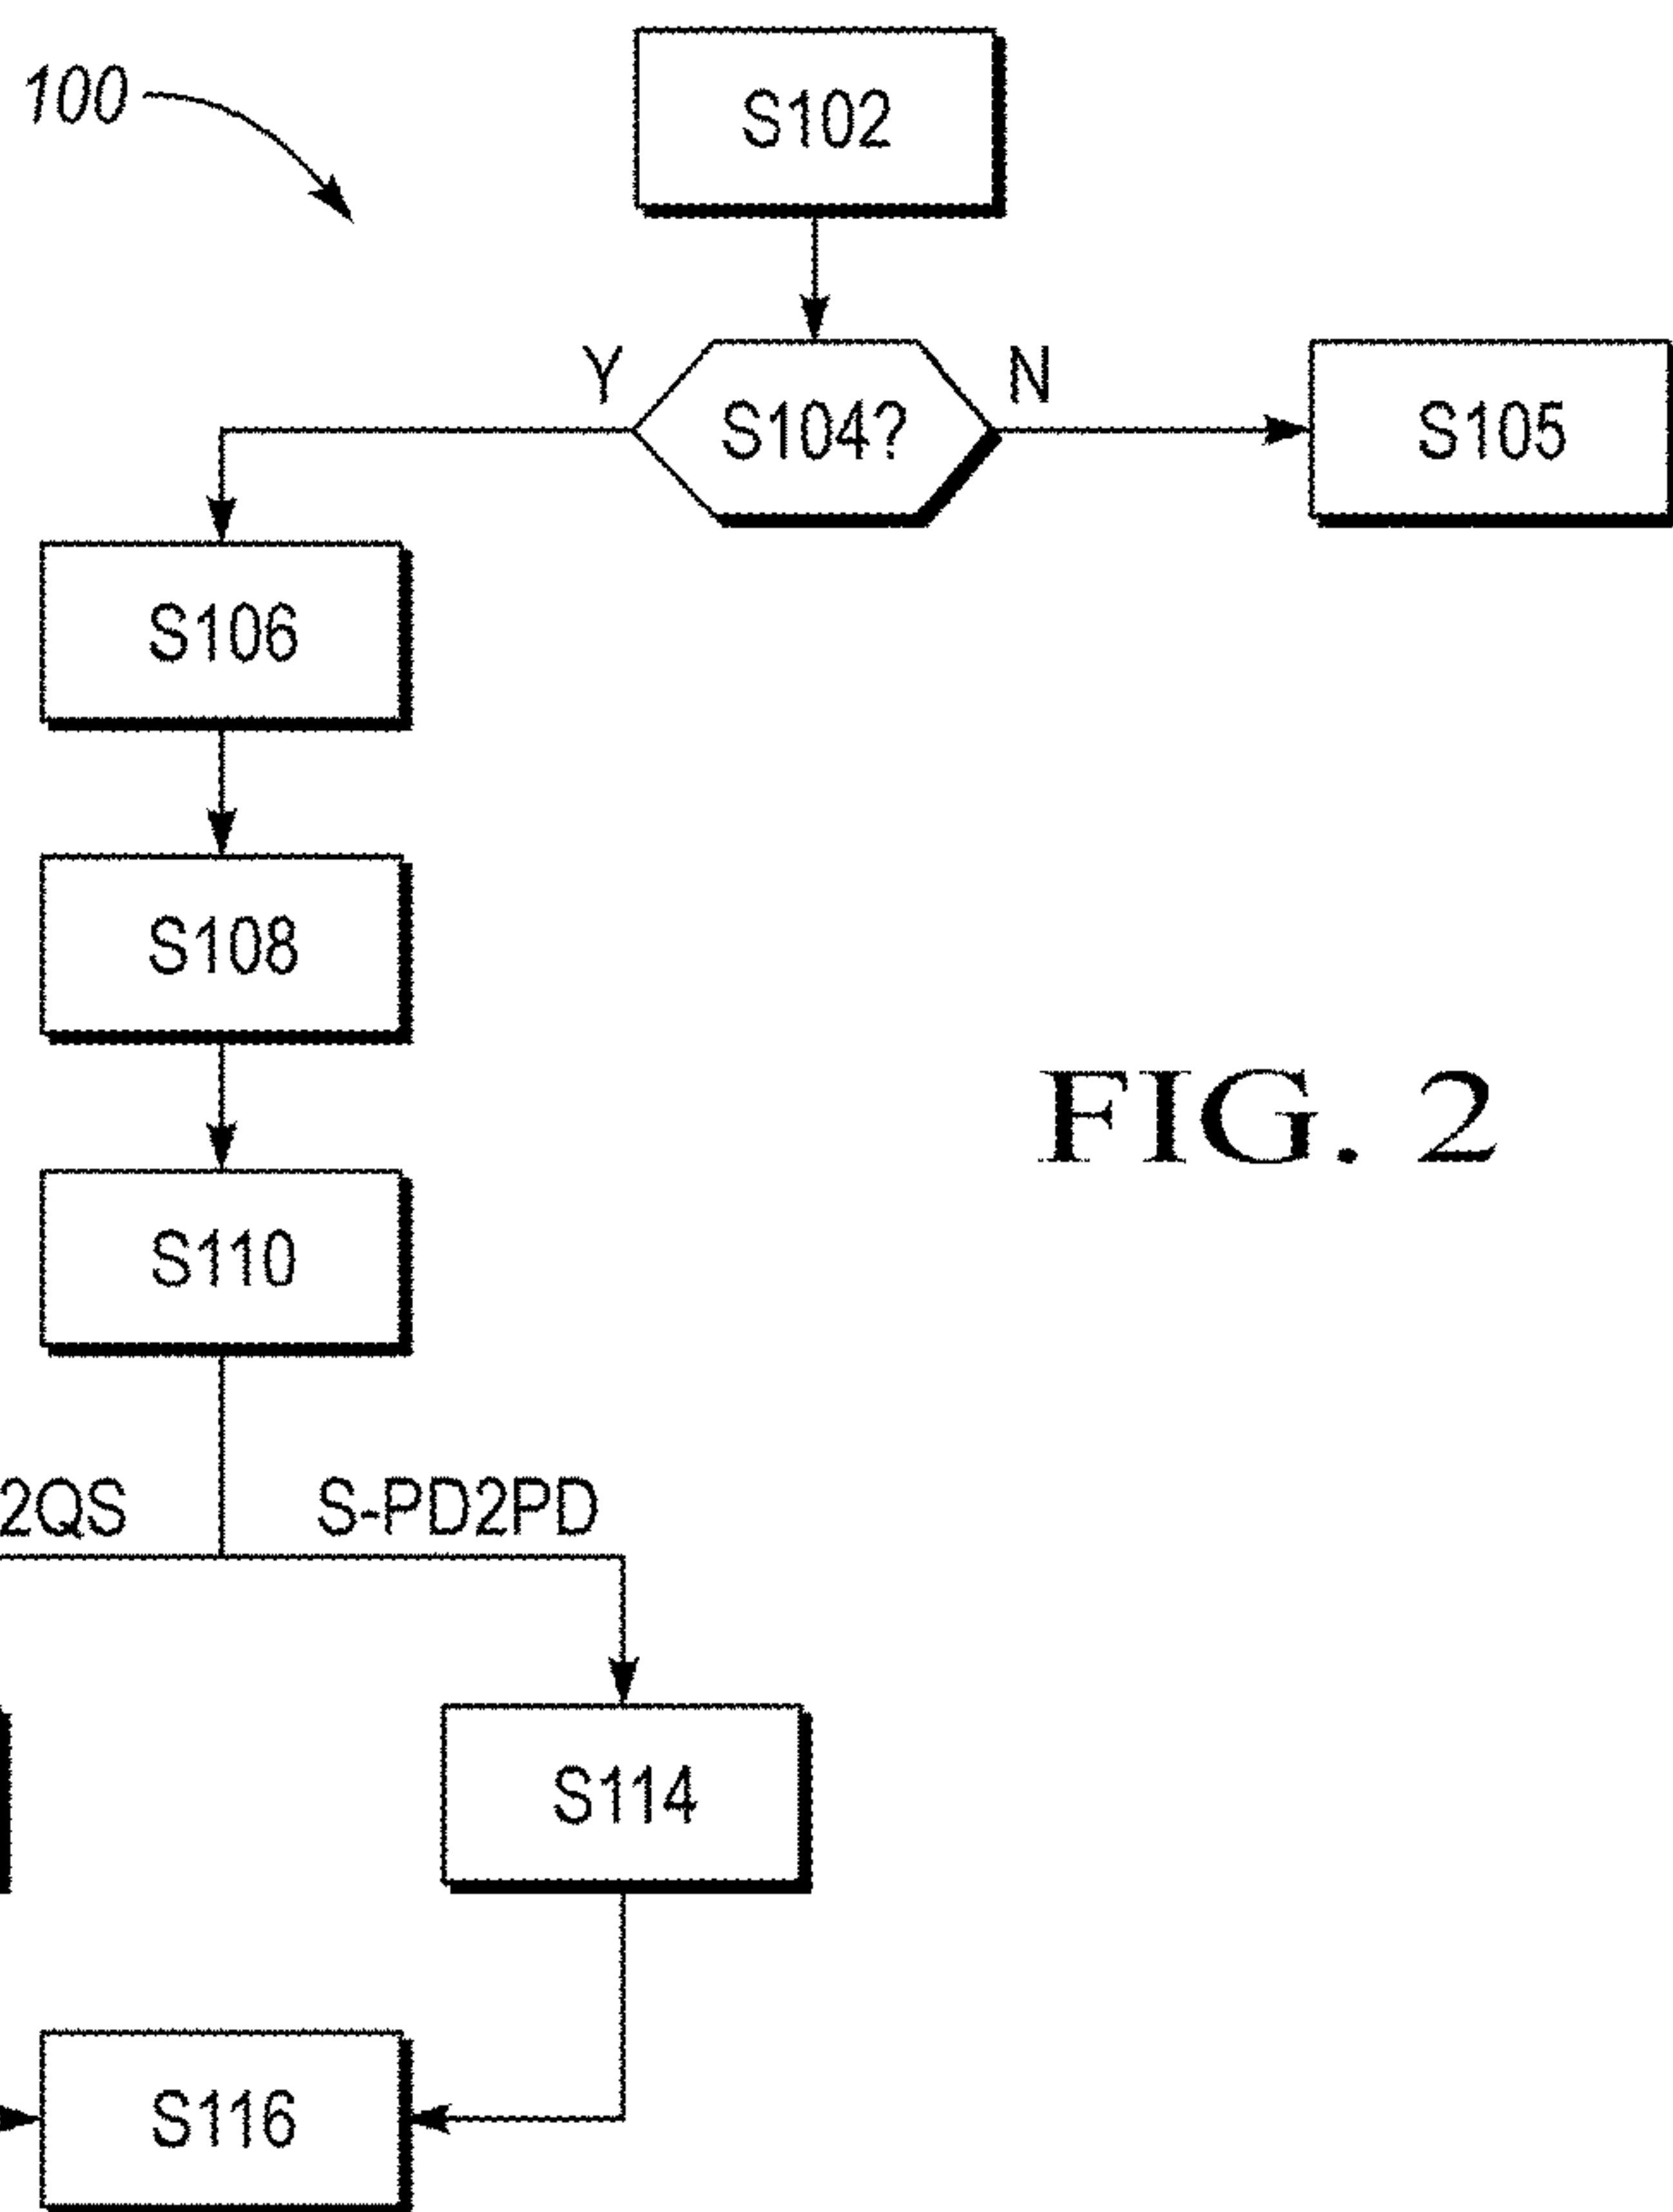 100
S102
Y
N
S104?
S105
S106
S108
FIG. 2
S110
2QS
S-PD2PD
S114
S116